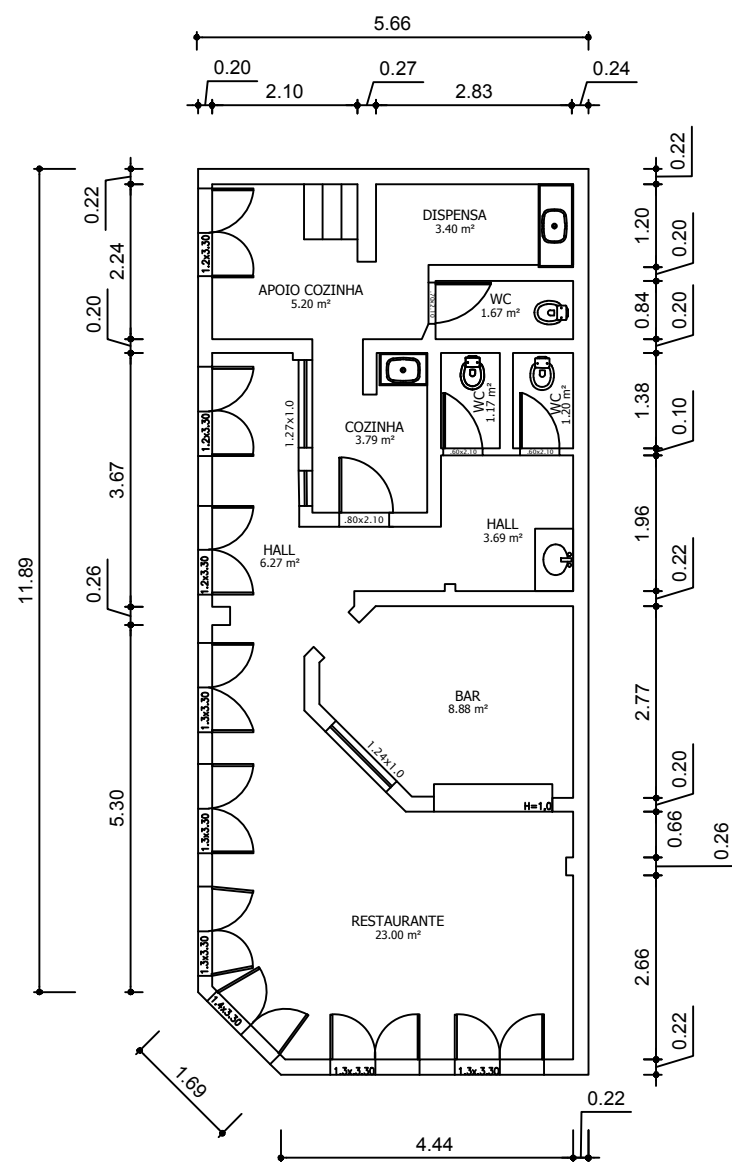 5.66
0.20
0.27
0.24
2.10
2.83
0.22
0.22
DISPENSA
3.40 m²
1.20
1.2x3.30
2.24
0.20
APOIO COZINHA
5.20 m²
WC
1.67 m²
.70x2.10
0.84
0.20
0.20
1.2x3.30
1.27x1.0
COZINHA
3.79 m²
WC
1.17 m²
WC
1.20 m²
1.38
0.10
.60x2.10
.60x2.10
3.67
.80x2.10
HALL
3.69 m²
1.96
HALL
6.27 m²
1.2x3.30
0.22
11.89
0.26
1.3x3.30
BAR
8.88 m²
2.77
1.24x1.0
0.20
H=1,0
1.3x3.30
5.30
0.66
0.26
RESTAURANTE
23.00 m²
1.3x3.30
2.66
1.4x3.30
1.3x3.30
1.3x3.30
0.22
1.69
0.22
4.44